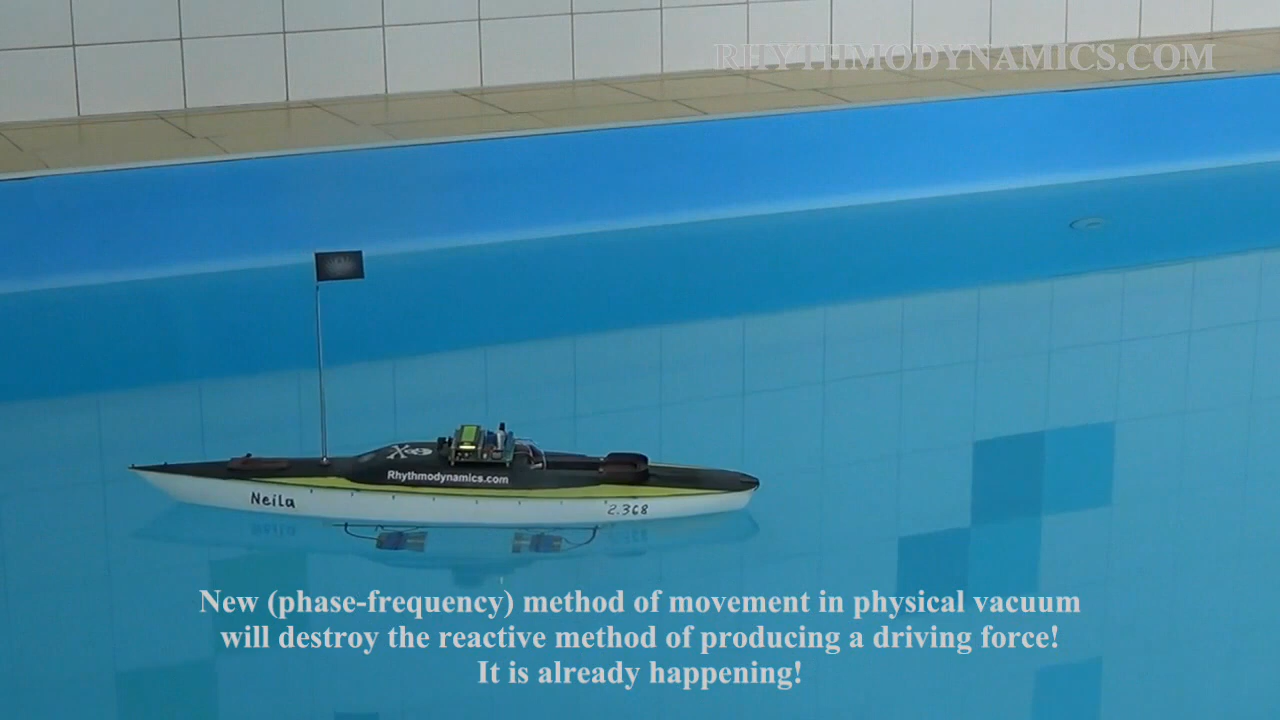 RHYTHMODYNAMICS.COM
Rhythmodynamics.com
Neila
2.368
New (phase-frequency) method of movement in physical vacuum
will destroy the reactive method of producing a driving force!
It is already happening!